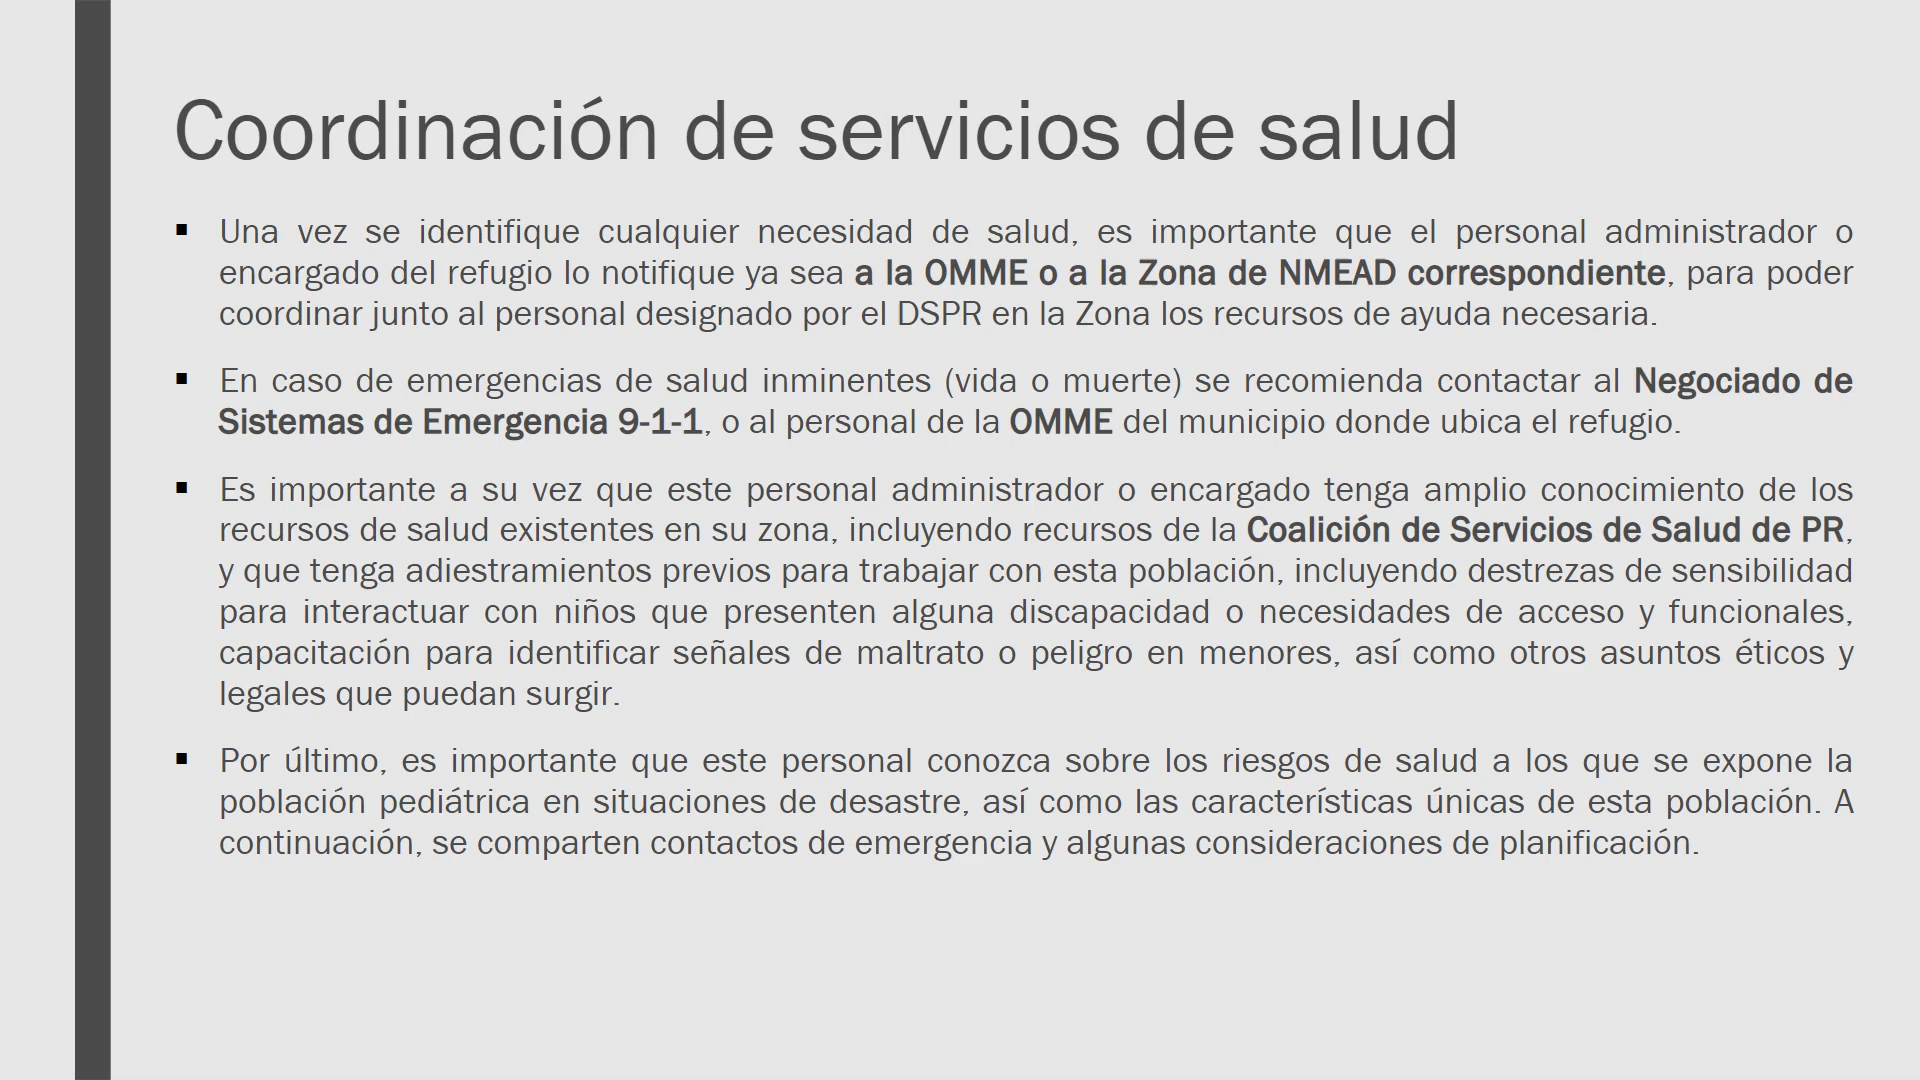 Coordinación de servicios de salud
▪ Una vez se identifique cualquier necesidad de salud, es importante que el personal administrador o
encargado del refugio lo notifique ya sea a la OMME o a la Zona de NMEAD correspondiente, para poder
coordinar junto al personal designado por el DSPR en la Zona los recursos de ayuda necesaria.
▪ En caso de emergencias de salud inminentes (vida o muerte) se recomienda contactar al Negociado de
Sistemas de Emergencia 9-1-1, o al personal de la OMME del municipio donde ubica el refugio.
▪ Es importante a su vez que este personal administrador o encargado tenga amplio conocimiento de los
recursos de salud existentes en su zona, incluyendo recursos de la Coalición de Servicios de Salud de PR,
y que tenga adiestramientos previos para trabajar con esta población, incluyendo destrezas de sensibilidad
para interactuar con niños que presenten alguna discapacidad o necesidades de acceso y funcionales,
capacitación para identificar señales de maltrato o peligro en menores, así como otros asuntos éticos y
legales que puedan surgir.
▪ Por último, es importante que este personal conozca sobre los riesgos de salud a los que se expone la
población pediátrica en situaciones de desastre, así como las características únicas de esta población. A
continuación, se comparten contactos de emergencia y algunas consideraciones de planificación.